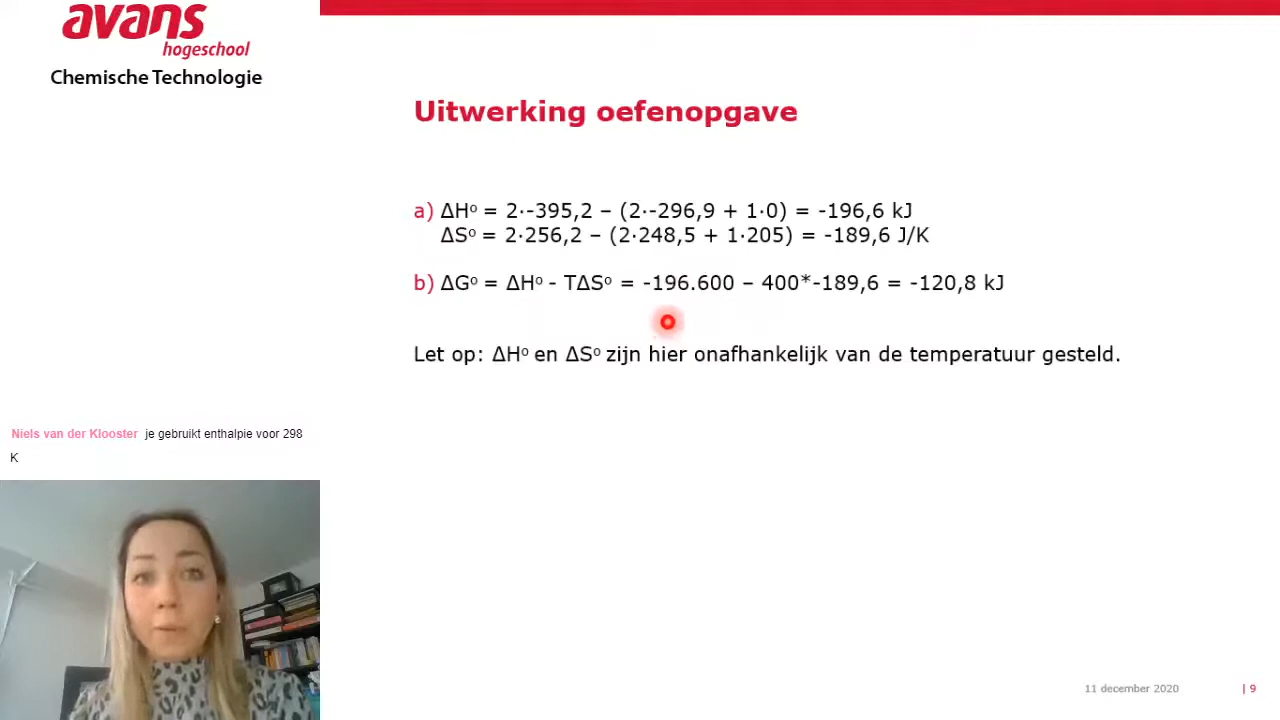 avans
hogeschool
Chemische Technologie
Uitwerking oefenopgave
a) ΔHº = 2·-395,2 – (2·-296,9 + 1·0) = -196,6 kJ
ΔSº = 2·256,2 – (2·248,5 + 1·205) = -189,6 J/K
b) ΔGº = ΔHº - TΔSº = -196.600 – 400*-189,6 = -120,8 kJ
Let op: ΔHº en ΔSº zijn hier onafhankelijk van de temperatuur gesteld.
Niels van der Klooster je gebruikt enthalpie voor 298
K
11 december 2020 | 9